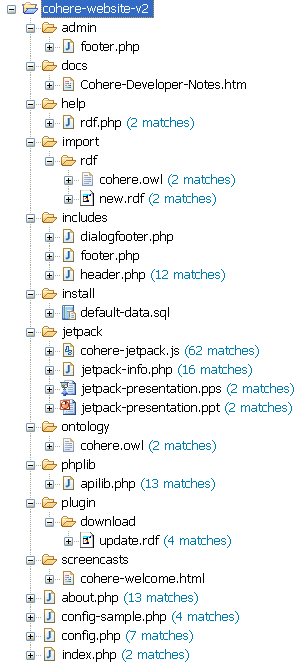 cohere-website-v2
admin
footer.php
docs
Cohere-Developer-Notes.htm
help
rdf.php (2 matches)
import
rdf
cohere.owl (2 matches)
new.rdf (2 matches)
includes
dialogfooter.php
footer.php
header.php (12 matches)
install
default-data.sql
jetpack
cohere-jetpack.js (62 matches)
jetpack-info.php (16 matches)
jetpack-presentation.pps (2 matches)
jetpack-presentation.ppt (2 matches)
ontology
cohere.owl (2 matches)
phplib
apilib.php (13 matches)
plugin
download
update.rdf (4 matches)
screencasts
cohere-welcome.html
about.php (13 matches)
config-sample.php (4 matches)
config.php (7 matches)
index.php (2 matches)